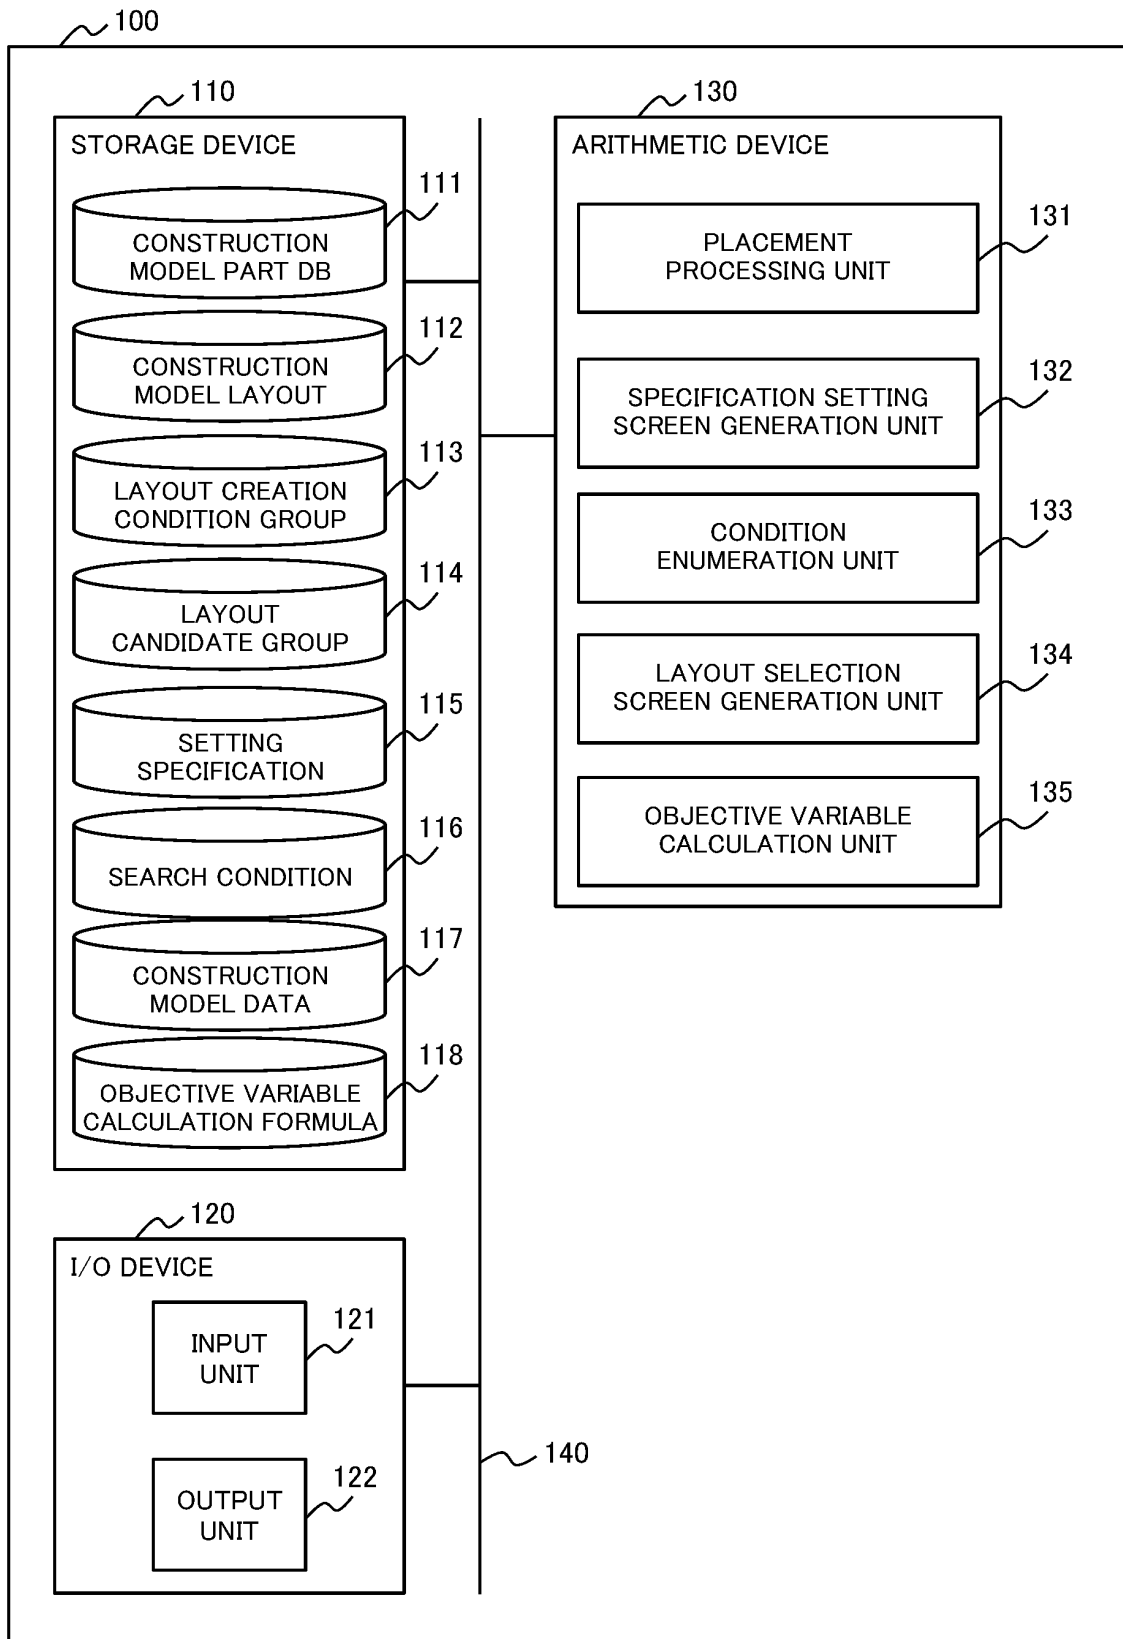 100
110
STORAGE DEVICE
111
CONSTRUCTION
MODEL PART DB
112
CONSTRUCTION
MODEL LAYOUT
113
LAYOUT CREATION
CONDITION GROUP
114
LAYOUT
CANDIDATE GROUP
115
SETTING
SPECIFICATION
116
SEARCH CONDITION
117
CONSTRUCTION
MODEL DATA
118
OBJECTIVE VARIABLE
CALCULATION FORMULA
120
I/O DEVICE
121
INPUT
UNIT
122
OUTPUT
UNIT
130
ARITHMETIC DEVICE
131
PLACEMENT
PROCESSING UNIT
132
SPECIFICATION SETTING
SCREEN GENERATION UNIT
133
CONDITION
ENUMERATION UNIT
134
LAYOUT SELECTION
SCREEN GENERATION UNIT
135
OBJECTIVE VARIABLE
CALCULATION UNIT
140